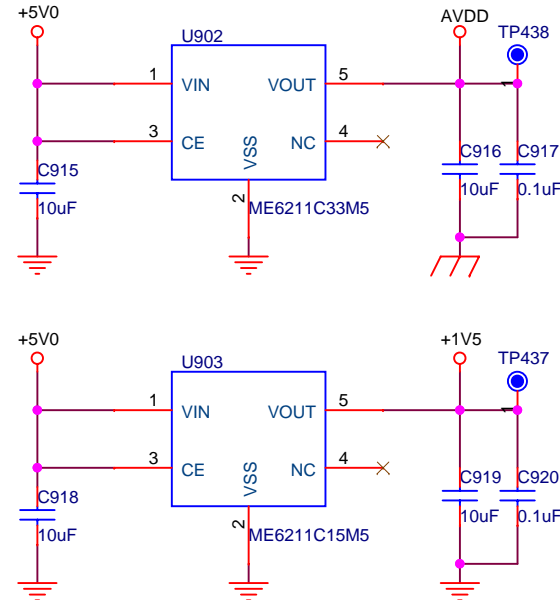 +5V0
AVDD
TP438
U902
1
VIN
VOUT
5
1
3
CE
VSS
NC
4
C915
10uF
C916
10uF
C917
0.1uF
2
ME6211C33M5
+5V0
+1V5
TP437
U903
1
VIN
VOUT
5
1
3
CE
VSS
NC
4
C918
10uF
C919
10uF
C920
0.1uF
2
ME6211C15M5